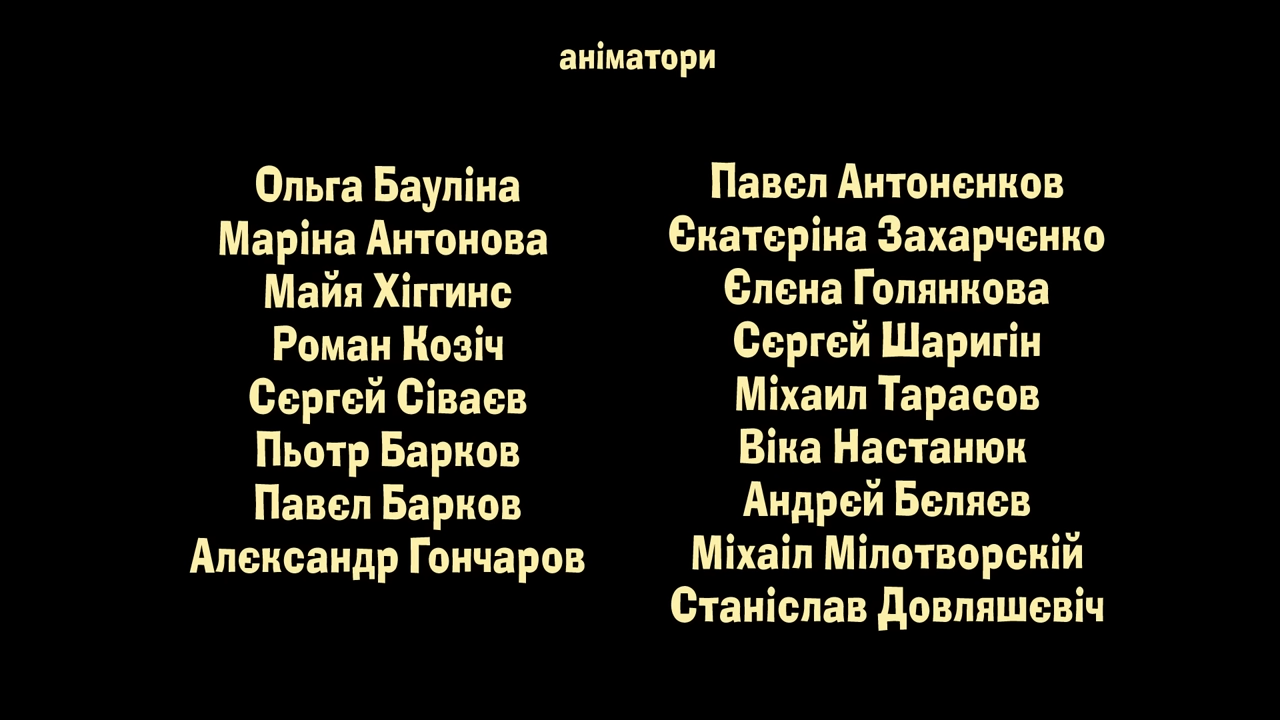 аніматори
Ольга Бауліна
Маріна Антонова
Майя Хіггинс
Роман Козіч
Сєргєй Сіваєв
Пьотр Барков
Павєл Барков
Алєксандр Гончаров
Павєл Антонєнков
Єкатєріна Захарчєнко
Єлєна Голянкова
Сєргєй Шаригін
Міхаил Тарасов
Віка Настанюк
Андрєй Бєляєв
Міхаіл Мілотворскій
Станіслав Довляшєвіч